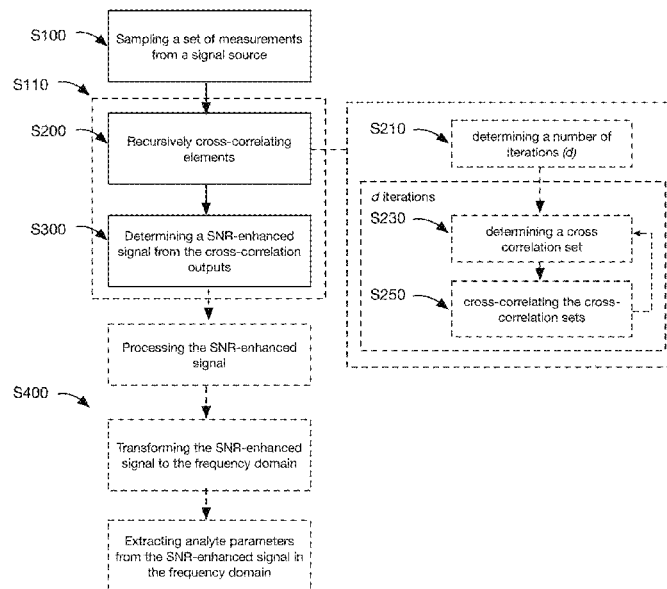 S100
Sampling a set of measurements
from a signal source
S110
S200
Recursively cross-correlating
elements
S300
Determining a SNR-enhanced
signal from the cross-correlation
outputs
Processing the SNR-enhanced
signal
S400
Transforming the SNR-enhanced
signal to the frequency domain
Extracting analyte parameters
from the SNR-enhanced signal in
the frequency domain
S210
determining a number of
iterations (d)
d iterations
S230
determining a cross
correlation set
S250
cross-correlating the cross-
correlation sets